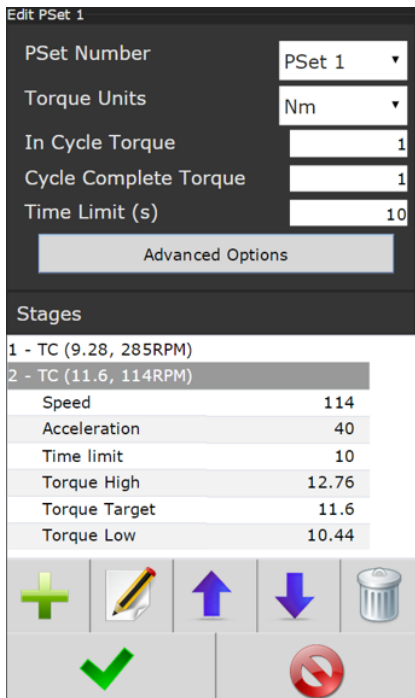 Edit PSet 1
PSet Number PSet 1
Torque Units Nm
In Cycle Torque 1
Cycle Complete Torque 1
Time Limit (s) 10
Advanced Options
Stages
1 - TC (9.28, 285RPM)
2 - TC (11.6, 114RPM)
Speed 114
Acceleration 40
Time limit 10
Torque High 12.76
Torque Target 11.6
Torque Low 10.44